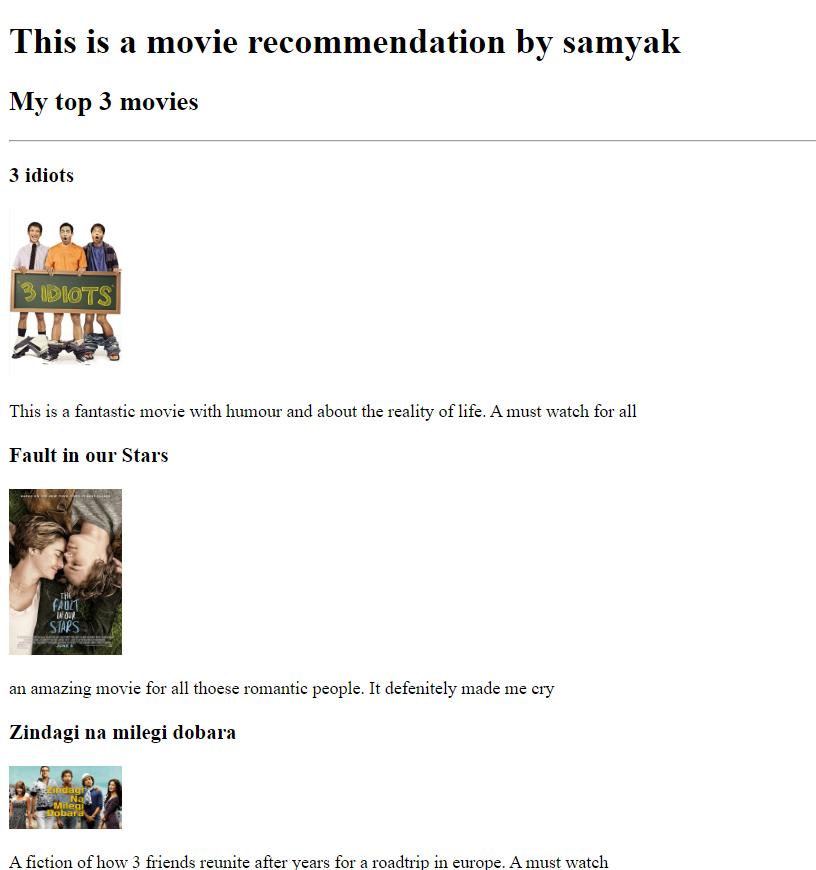 This is a movie recommendation by samyak
My top 3 movies
3 idiots
3 IDIOTS
This is a fantastic movie with humour and about the reality of life. A must watch for all
Fault in our Stars
THE
FAULT
IN OUR
STARS
JUNE 6
an amazing movie for all thoese romantic people. It defenitely made me cry
Zindagi na milegi dobara
Zindagi
Na
Milegi
Dobara
A fiction of how 3 friends reunite after years for a roadtrip in europe. A must watch